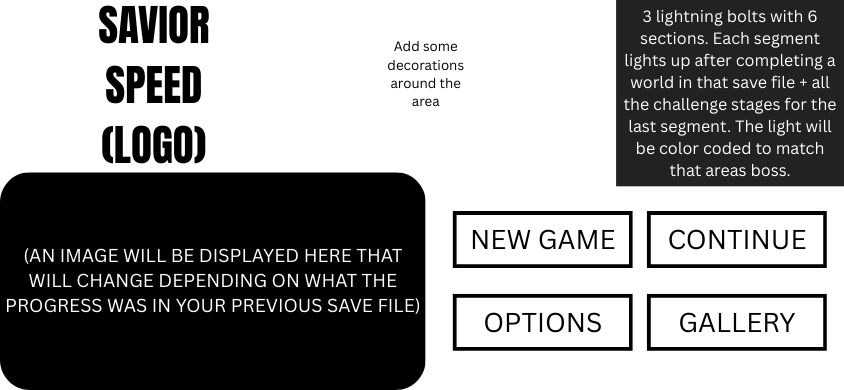 SAVIOR
SPEED
(LOGO)
Add some
decorations
around the
area
3 lightning bolts with 6
sections. Each segment
lights up after completing a
world in that save file + all
the challenge stages for the
last segment. The light will
be color coded to match
that areas boss.
(AN IMAGE WILL BE DISPLAYED HERE THAT
WILL CHANGE DEPENDING ON WHAT THE
PROGRESS WAS IN YOUR PREVIOUS SAVE FILE)
NEW GAME
CONTINUE
OPTIONS
GALLERY